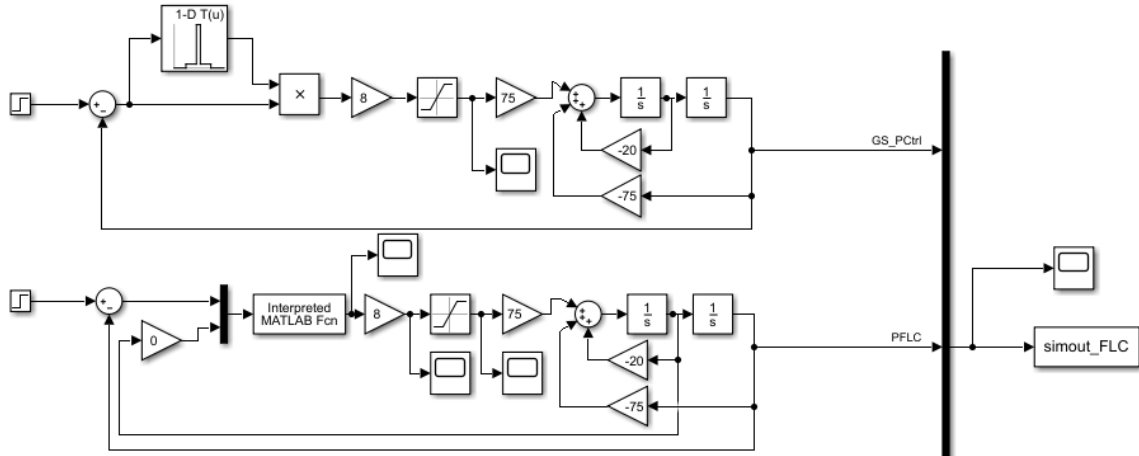 1-D T(u)
+
−
×
8
75
+
+
+
1
s
1
s
-20
-75
GS_PCtrl
+
−
0
Interpreted
MATLAB Fcn
8
75
+
+
+
1
s
1
s
-20
-75
PFLC
simout_FLC